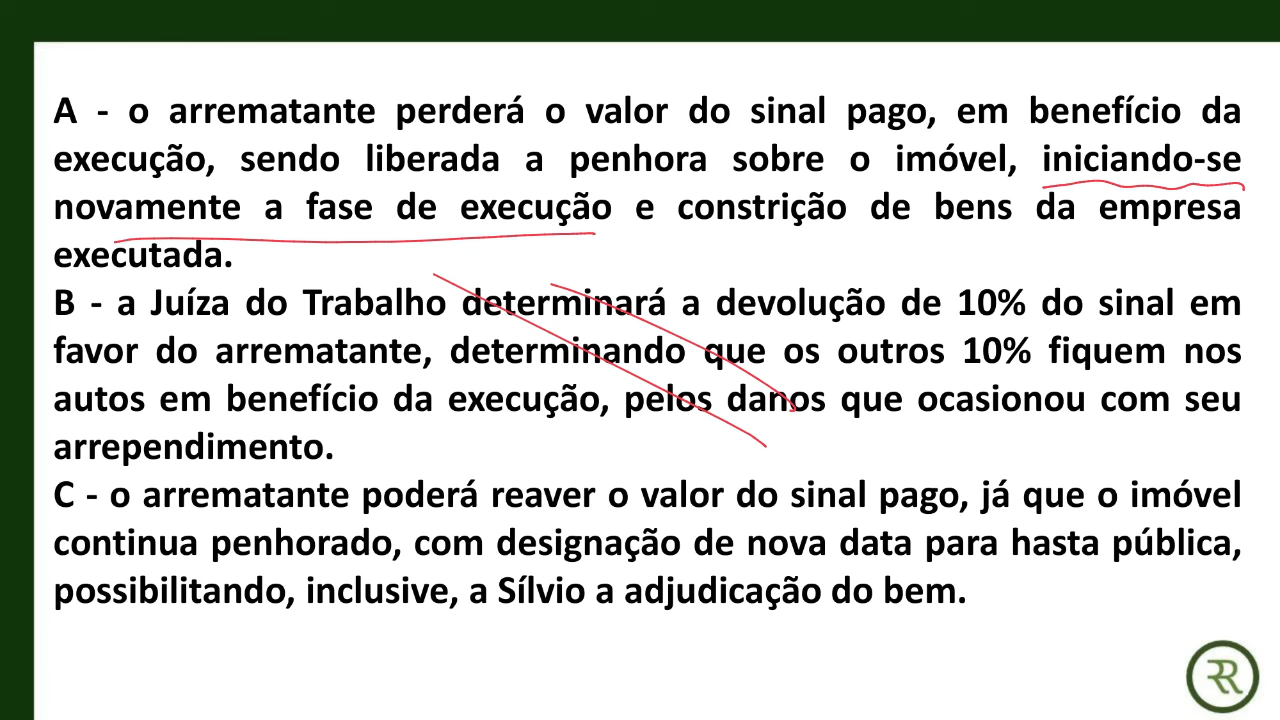 A - o arrematante perderá o valor do sinal pago, em benefício da
execução, sendo liberada a penhora sobre o imóvel, iniciando-se
novamente a fase de execução e constrição de bens da empresa
executada.
B - a Juíza do Trabalho determinará a devolução de 10% do sinal em
favor do arrematante, determinando que os outros 10% fiquem nos
autos em benefício da execução, pelos danos que ocasionou com seu
arrependimento.
C - o arrematante poderá reaver o valor do sinal pago, já que o imóvel
continua penhorado, com designação de nova data para hasta pública,
possibilitando, inclusive, a Sílvio a adjudicação do bem.
RR